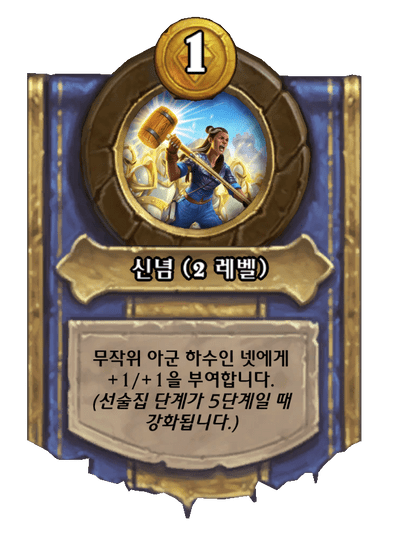 1
신념 (2 레벨)
무작위 아군 하수인 넷에게
+1/+1을 부여합니다.
(선술집 단계가 5단계일 때
강화됩니다.)